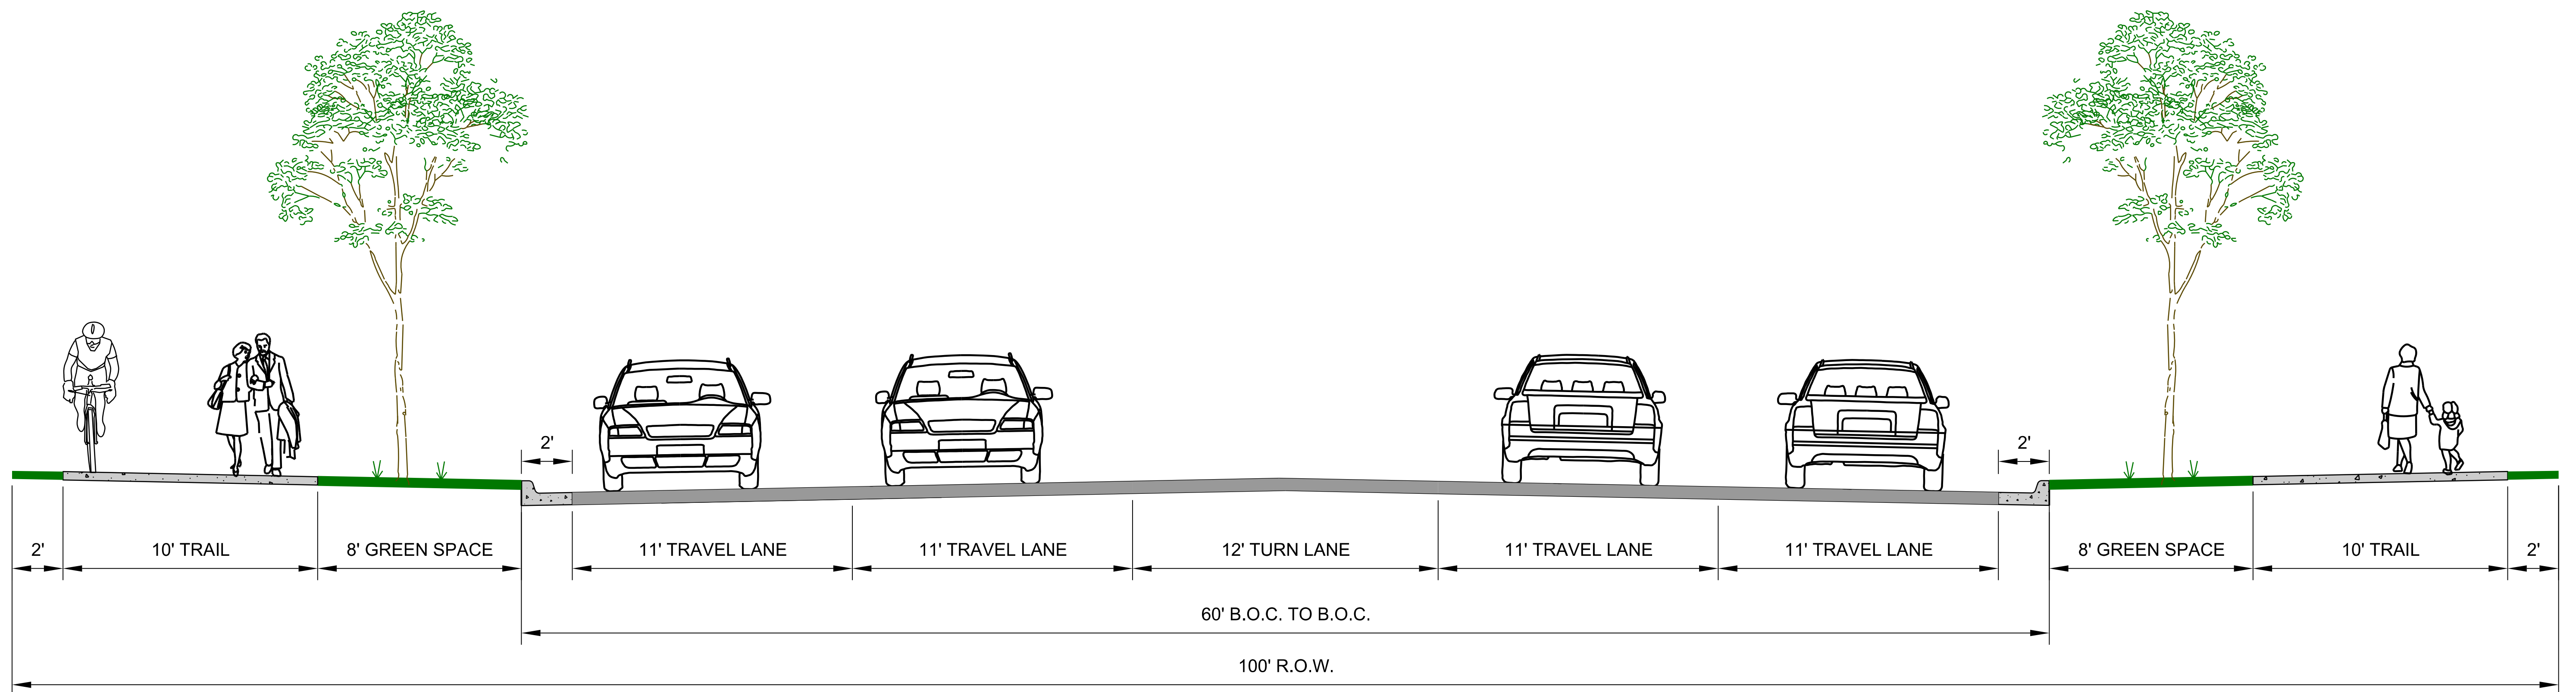 2'
2'
2'
10' TRAIL
8' GREEN SPACE
11' TRAVEL LANE
11' TRAVEL LANE
12' TURN LANE
11' TRAVEL LANE
11' TRAVEL LANE
8' GREEN SPACE
10' TRAIL
2'
60' B.O.C. TO B.O.C.
100' R.O.W.